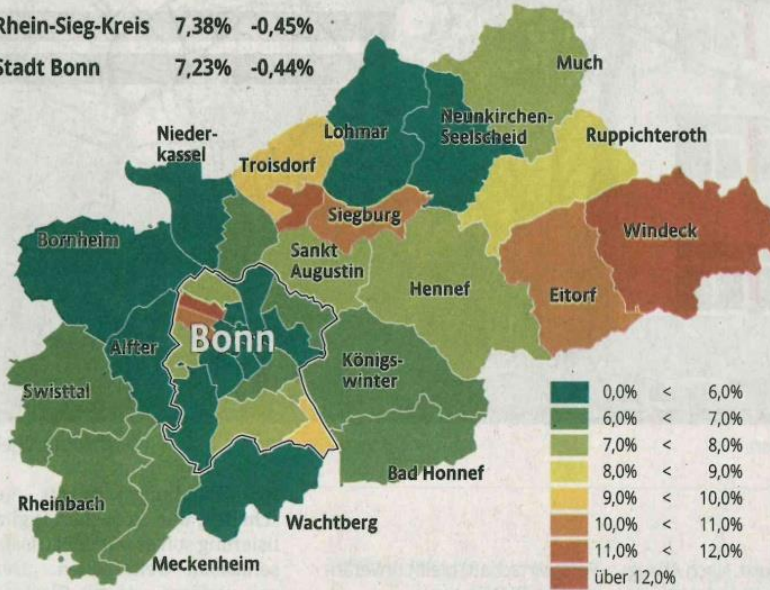 Rhein-Sieg-Kreis 7,38% -0,45%
Stadt Bonn 7,23% -0,44%
Much
Neunkirchen-
Seelscheid
Lohmar
Nieder-
kassel
Troisdorf
Ruppichteroth
Siegburg
Windeck
Bornheim
Sankt
Augustin
Hennef
Eitorf
Bonn
Alfter
Königs-
winter
Swisttal
Bad Honnef
Rheinbach
Wachtberg
Meckenheim
0,0% < 6,0%
6,0% < 7,0%
7,0% < 8,0%
8,0% < 9,0%
9,0% < 10,0%
10,0% < 11,0%
11,0% < 12,0%
über 12,0%